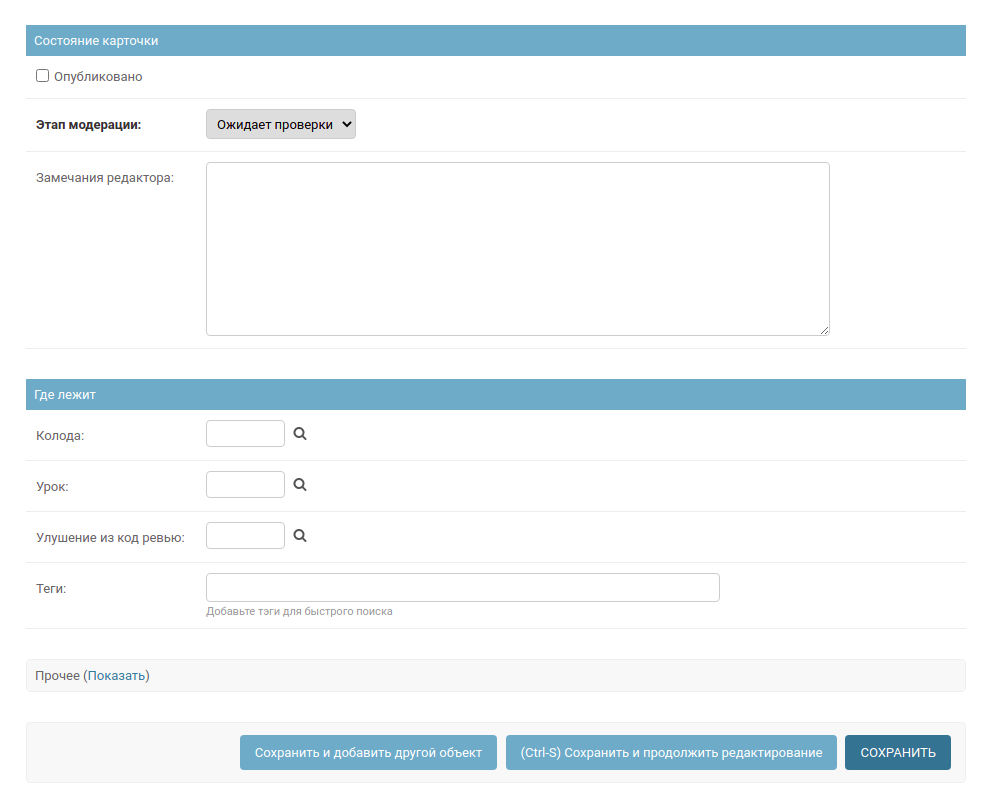 Состояние карточки
Опубликовано
Этап модерации: Ожидает проверки
Замечания редактора:
Где лежит
Колода:
Урок:
Улушение из код ревью:
Теги:
Добавьте тэги для быстрого поиска
Прочее (Показать)
Сохранить и добавить другой объект (Ctrl-S) Сохранить и продолжить редактирование СОХРАНИТЬ